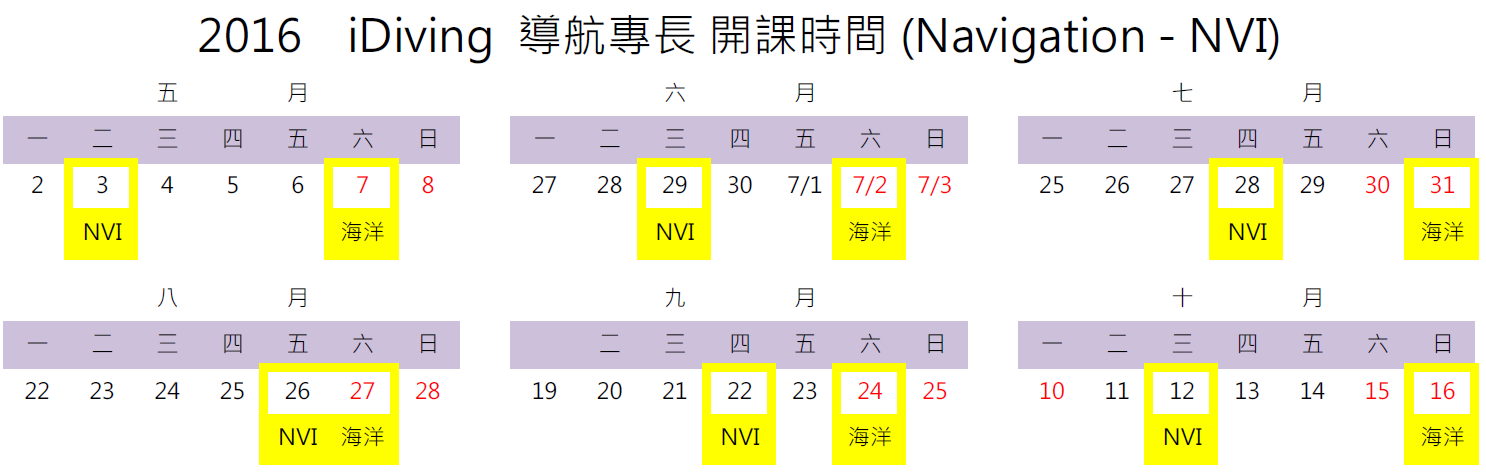 2016 iDiving 導航專長 開課時間 (Navigation - NVI)
五 月 六 月 七 月
一 二 三 四 五 六 日 一 二 三 四 五 六 日 一 二 三 四 五 六 日
2 3 4 5 6 7 8 27 28 29 30 7/1 7/2 7/3 25 26 27 28 29 30 31
NVI 海洋 NVI 海洋 NVI 海洋
八 月 九 月 十 月
一 二 三 四 五 六 日 二 三 四 五 六 日 一 二 三 四 五 六 日
22 23 24 25 26 27 28 19 20 21 22 23 24 25 10 11 12 13 14 15 16
NVI 海洋 NVI 海洋 NVI 海洋